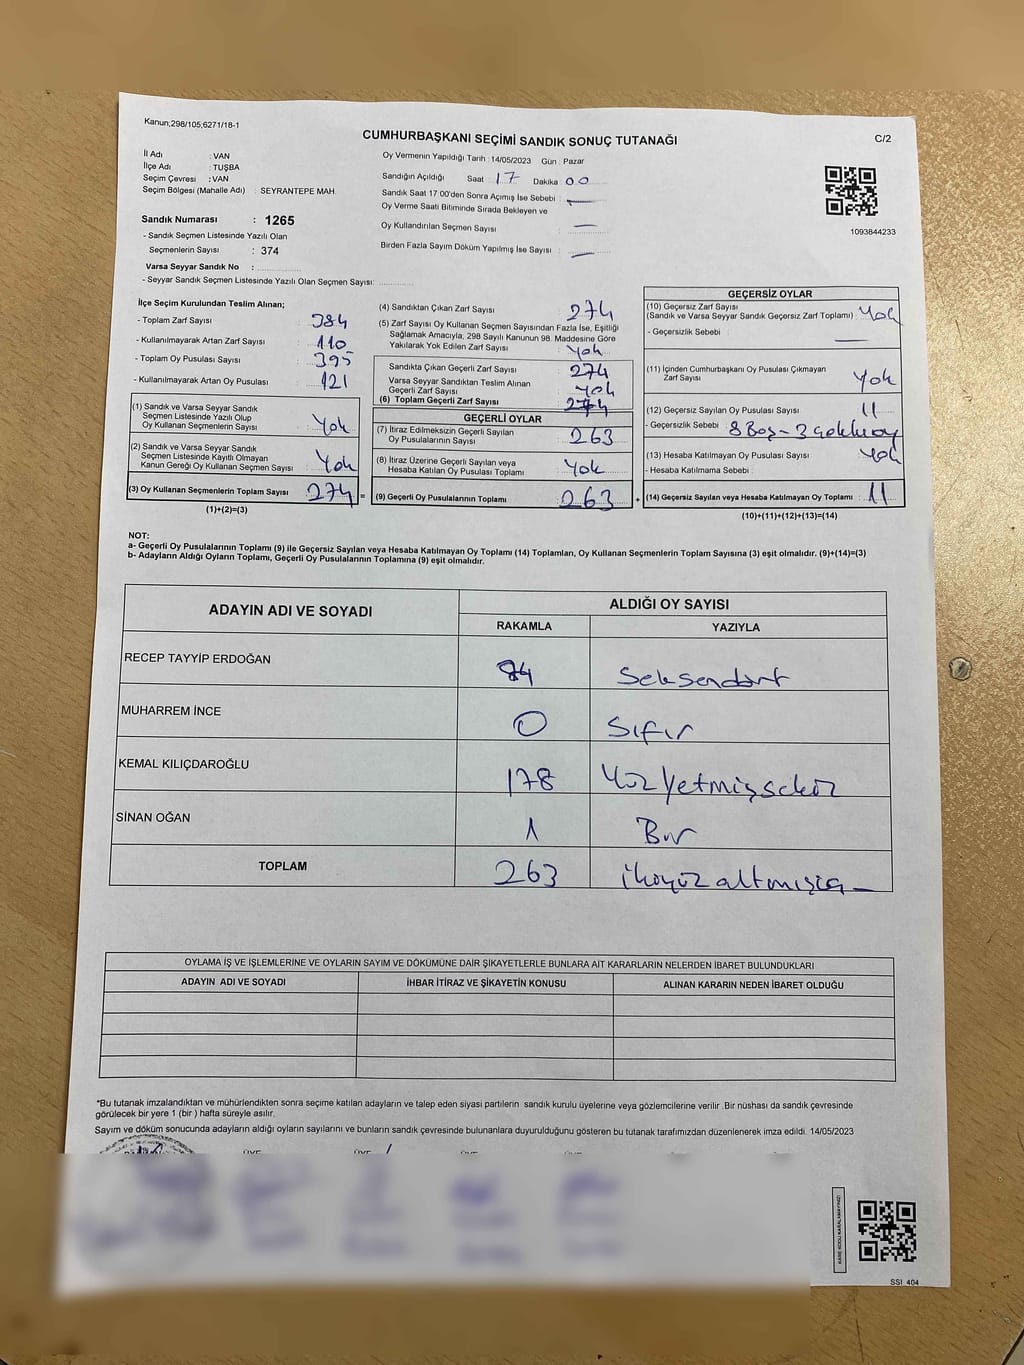 Kanun;298/105;6271/18-1
CUMHURBAŞKANI SEÇİMİ SANDIK SONUÇ TUTANAĞI
C/2
İl Adı : VAN
İlçe Adı : TUŞBA
Seçim Çevresi : VAN
Seçim Bölgesi (Mahalle Adı) : SEYRANTEPE MAH.
Sandık Numarası : 1265
- Sandık Seçmen Listesinde Yazılı Olan
Seçmenlerin Sayısı : 374
Varsa Seyyar Sandık No :
- Seyyar Sandık Seçmen Listesinde Yazılı Olan Seçmen Sayısı:
Oy Vermenin Yapıldığı Tarih : 14/05/2023 Gün : Pazar
Sandığın Açıldığı Saat 17 Dakika 00
Sandık Saat 17:00'den Sonra Açımış İse Sebebi : —
Oy Verme Saati Bitiminde Sırada Bekleyen ve
Oy Kullandırılan Seçmen Sayısı : —
Birden Fazla Sayım Döküm Yapılmış İse Sayısı : —
1093844233
İlçe Seçim Kurulundan Teslim Alınan;
- Toplam Zarf Sayısı : 384
- Kullanılmayarak Artan Zarf Sayısı : 110
- Toplam Oy Pusulası Sayısı : 395
- Kullanılmayarak Artan Oy Pusulası : 121
(1) Sandık ve Varsa Seyyar Sandık
Seçmen Listesinde Yazılı Olup
Oy Kullanan Seçmenlerin Sayısı : Yok
(2) Sandık ve Varsa Seyyar Sandık
Seçmen Listesinde Kayıtlı Olmayan
Kanun Gereği Oy Kullanan Seçmen Sayısı : Yok
(3) Oy Kullanan Seçmenlerin Toplam Sayısı : 274 =
(1)+(2)=(3)
(4) Sandıktan Çıkan Zarf Sayısı : 274
(5) Zarf Sayısı Oy Kullanan Seçmen Sayısından Fazla İse, Eşitliği
Sağlamak Amacıyla, 298 Sayılı Kanunun 98. Maddesine Göre
Yakılarak Yok Edilen Zarf Sayısı : Yok
Sandıkta Çıkan Geçerli Zarf Sayısı : 274
Varsa Seyyar Sandıktan Teslim Alınan
Geçerli Zarf Sayısı : Yok
(6) Toplam Geçerli Zarf Sayısı : 274
GEÇERLİ OYLAR
(7) İtiraz Edilmeksizin Geçerli Sayılan
Oy Pusulalarının Sayısı : 263
(8) İtiraz Üzerine Geçerli Sayılan veya
Hesaba Katılan Oy Pusulası Toplamı : Yok
(9) Geçerli Oy Pusulalarının Toplamı : 263 +
GEÇERSİZ OYLAR
(10) Geçersiz Zarf Sayısı
(Sandık ve Varsa Seyyar Sandık Geçersiz Zarf Toplamı) : Yok
- Geçersizlik Sebebi : —
(11) İçinden Cumhurbaşkanı Oy Pusulası Çıkmayan
Zarf Sayısı : Yok
(12) Geçersiz Sayılan Oy Pusulası Sayısı : 11
- Geçersizlik Sebebi : 8 Boş - 3
(13) Hesaba Katılmayan Oy Pusulası Sayısı : Yok
- Hesaba Katılmama Sebebi :
(14) Geçersiz Sayılan veya Hesaba Katılmayan Oy Toplamı : 11
(10)+(11)+(12)+(13)=(14)
NOT:
a- Geçerli Oy Pusulalarının Toplamı (9) ile Geçersiz Sayılan veya Hesaba Katılmayan Oy Toplamı (14) Toplamları, Oy Kullanan Seçmenlerin Toplam Sayısına (3) eşit olmalıdır. (9)+(14)=(3)
b- Adayların Aldığı Oyların Toplamı, Geçerli Oy Pusulalarının Toplamına (9) eşit olmalıdır.
ADAYIN ADI VE SOYADI
ALDIĞI OY SAYISI
RAKAMLA YAZIYLA
RECEP TAYYİP ERDOĞAN 84 Seksendört
MUHARREM İNCE 0 Sıfır
KEMAL KILIÇDAROĞLU 178 Yüz Yetmişsekiz
SİNAN OĞAN 1 Bir
TOPLAM 263 ikiyüzaltmışüç
OYLAMA İŞ VE İŞLEMLERİNE VE OYLARIN SAYIM VE DÖKÜMÜNE DAİR ŞİKAYETLERLE BUNLARA AİT KARARLARIN NELERDEN İBARET BULUNDUKLARI
ADAYIN ADI VE SOYADI İHBAR İTİRAZ VE ŞİKAYETİN KONUSU ALINAN KARARIN NEDEN İBARET OLDUĞU
*Bu tutanak imzalandıktan ve mühürlendikten sonra seçime katılan adayların ve talep eden siyasi partilerin sandık kurulu üyelerine veya gözlemcilerine verilir .Bir nüshası da sandık çevresinde
görülecek bir yere 1 (bir ) hafta süreyle asılır.
Sayım ve döküm sonucunda adayların aldığı oyların sayılarını ve bunların sandık çevresinde bulunanlara duyurulduğunu gösteren bu tutanak tarafımızdan düzenlenerek imza edildi. 14/05/2023
SSI_404